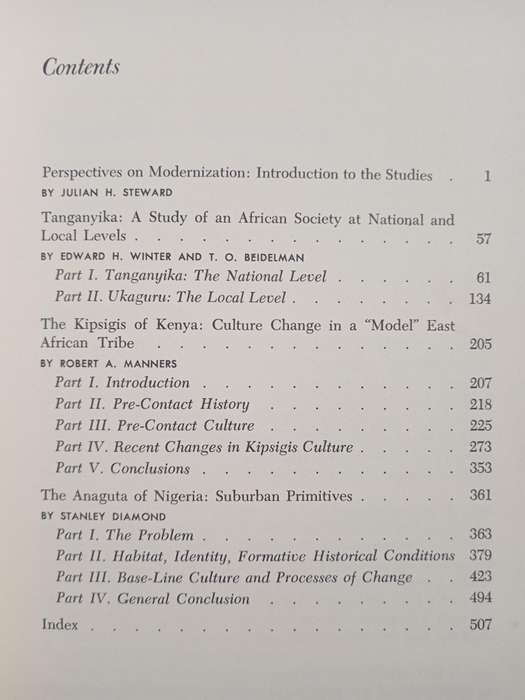 Contents
Perspectives on Modernization: Introduction to the Studies . 1
BY JULIAN H. STEWARD
Tanganyika: A Study of an African Society at National and
Local Levels . . . . . . . . . . . . . . . 57
BY EDWARD H. WINTER AND T. O. BEIDELMAN
Part I. Tanganyika: The National Level . . . . . . 61
Part II. Ukaguru: The Local Level . . . . . . . . 134
The Kipsigis of Kenya: Culture Change in a "Model" East
African Tribe . . . . . . . . . . . . . . 205
BY ROBERT A. MANNERS
Part I. Introduction . . . . . . . . . . . . 207
Part II. Pre-Contact History . . . . . . . . . 218
Part III. Pre-Contact Culture . . . . . . . . . 225
Part IV. Recent Changes in Kipsigis Culture . . . . . 273
Part V. Conclusions . . . . . . . . . . . . 353
The Anaguta of Nigeria: Suburban Primitives . . . . . 361
BY STANLEY DIAMOND
Part I. The Problem . . . . . . . . . . . . 363
Part II. Habitat, Identity, Formative Historical Conditions 379
Part III. Base-Line Culture and Processes of Change . . 423
Part IV. General Conclusion . . . . . . . . . 494
Index . . . . . . . . . . . . . . . . . 507